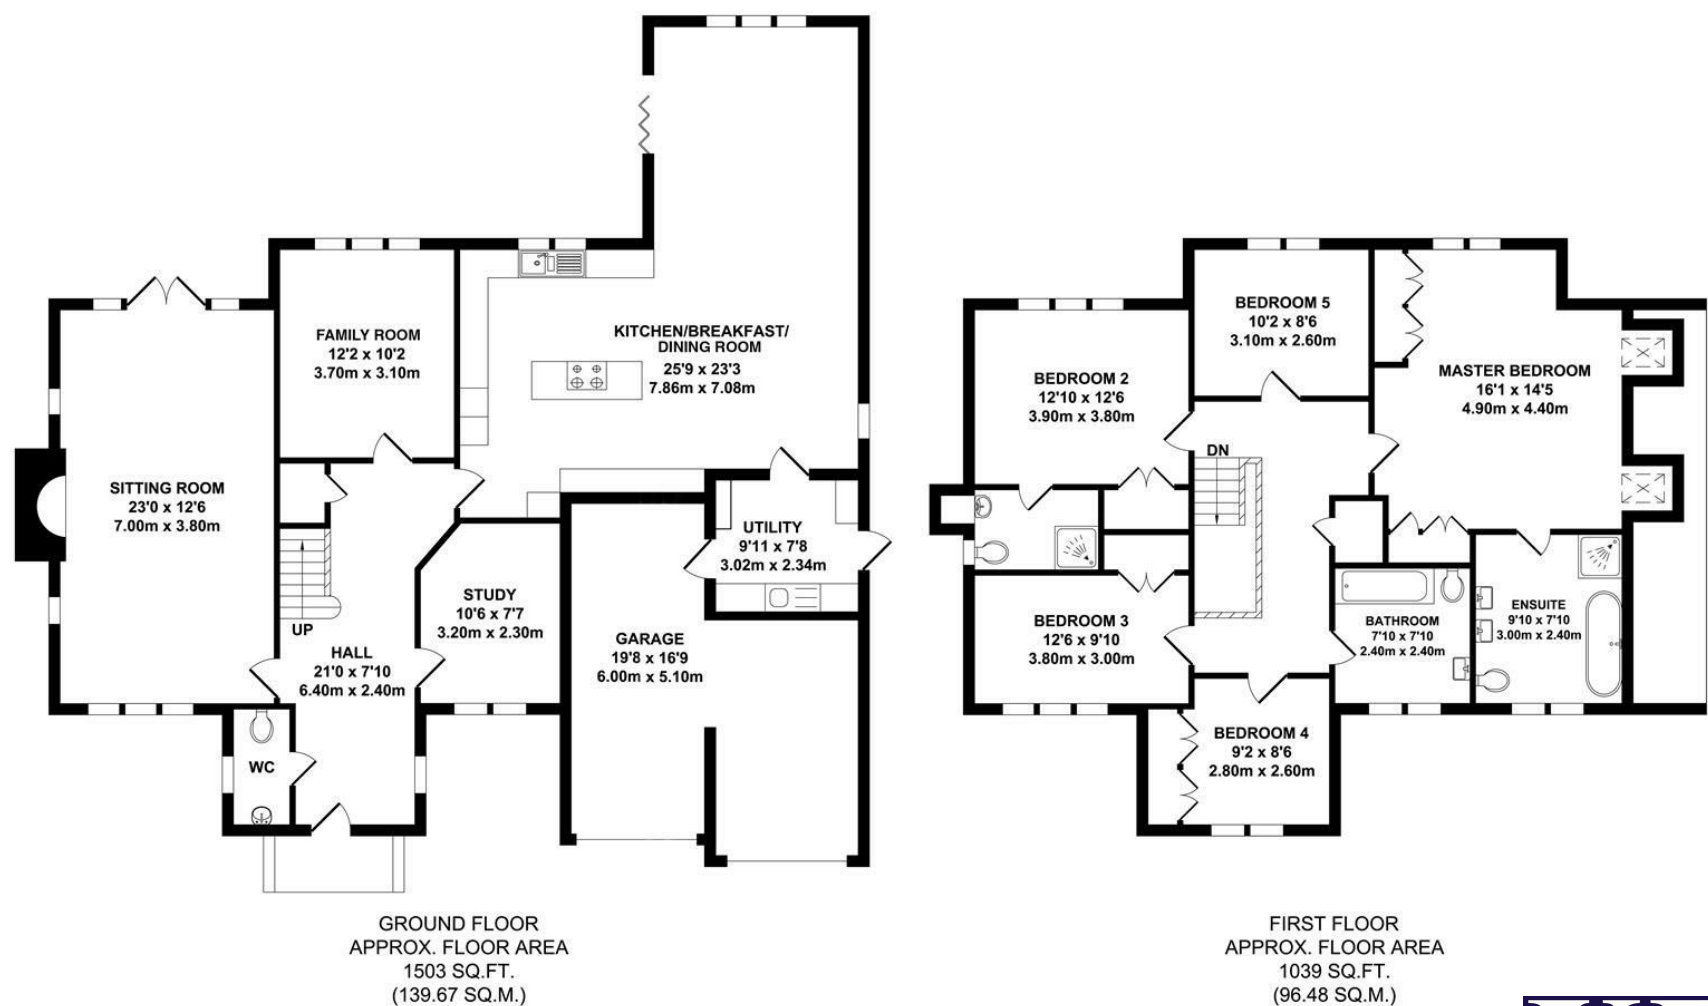 KITCHEN/BREAKFAST/
DINING ROOM
25'9 x 23'3
7.86m x 7.08m
FAMILY ROOM
12'2 x 10'2
3.70m x 3.10m
SITTING ROOM
23'0 x 12'6
7.00m x 3.80m
UTILITY
9'11 x 7'8
3.02m x 2.34m
STUDY
10'6 x 7'7
3.20m x 2.30m
UP
HALL
21'0 x 7'10
6.40m x 2.40m
GARAGE
19'8 x 16'9
6.00m x 5.10m
WC
GROUND FLOOR
APPROX. FLOOR AREA
1503 SQ.FT.
(139.67 SQ.M.)
BEDROOM 5
10'2 x 8'6
3.10m x 2.60m
MASTER BEDROOM
16'1 x 14'5
4.90m x 4.40m
BEDROOM 2
12'10 x 12'6
3.90m x 3.80m
DN
BEDROOM 3
12'6 x 9'10
3.80m x 3.00m
BATHROOM
7'10 x 7'10
2.40m x 2.40m
ENSUITE
9'10 x 7'10
3.00m x 2.40m
BEDROOM 4
9'2 x 8'6
2.80m x 2.60m
FIRST FLOOR
APPROX. FLOOR AREA
1039 SQ.FT.
(96.48 SQ.M.)